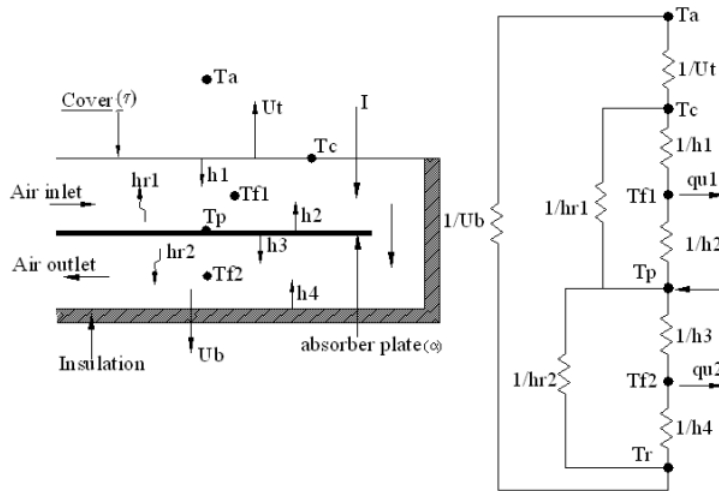 Ta
Cover(τ)
Ut
I
Tc
hr1
h1
Tf1
Air inlet
Tp
h2
hr2
h3
Air outlet
Tf2
h4
Insulation
Ub
absorber plate(α)
Ta
1/Ut
Tc
1/h1
Tf1
qu1
1/hr1
1/Ub
1/h2
Tp
1/h3
qu2
1/hr2
Tf2
1/h4
Tr